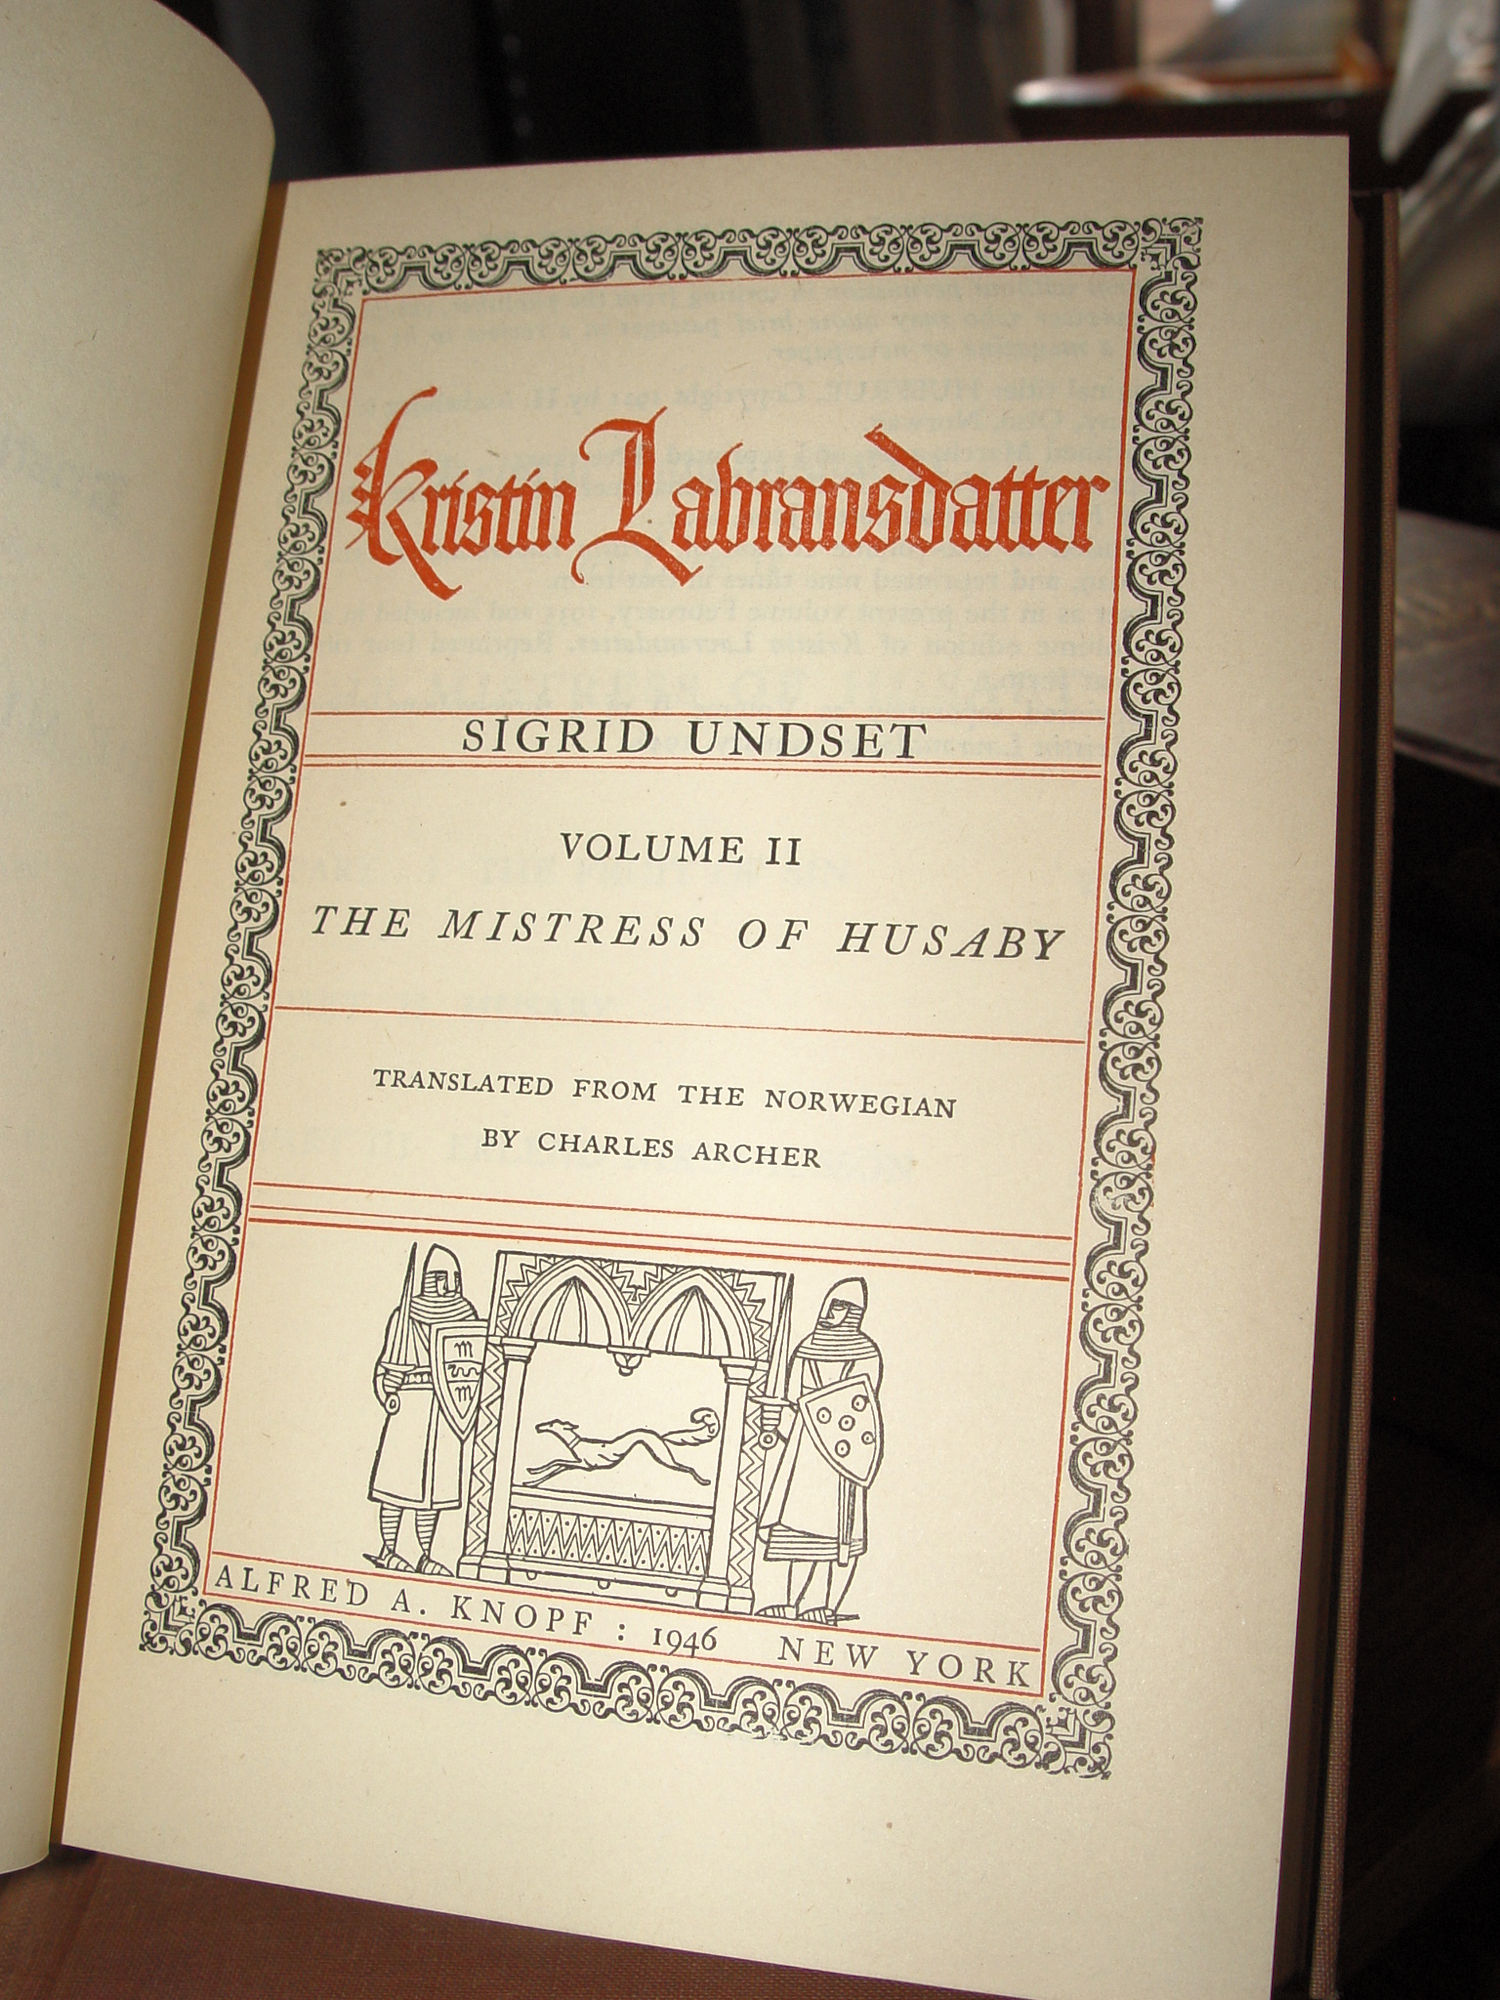 Kristin Labransdatter
SIGRID UNDSET
VOLUME II
THE MISTRESS OF HUSABY
TRANSLATED FROM THE NORWEGIAN
BY CHARLES ARCHER
ALFRED A. KNOPF : 1946 NEW YORK